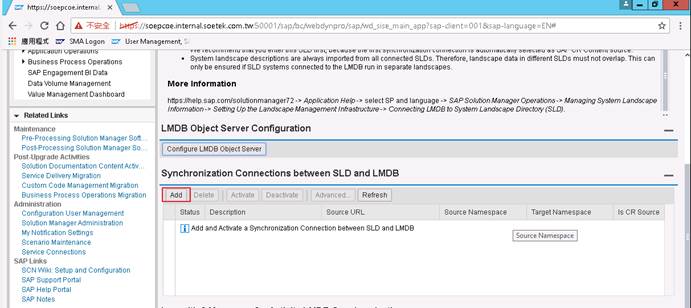 不安全
https://soepcoe.internal.soetek.com.tw:50001/sap/bc/webdynpro/sap/wd_sise_main_app?sap-client=001&sap-language=EN#
應用程式
SMA Logon
User Management, S
Application Operations
Business Process Operations
SAP Engagement BI Data
Data Volume Management
Value Management Dashboard
Related Links
Maintenance
Pre-Processing Solution Manager Soft...
Post-Processing Solution Manager So...
Post-Upgrade Activities
Solution Documentation Content Activ...
Service Delivery Migration
Custom Code Management Migration
Business Process Operations Migration
Administration
Configuration User Management
Solution Manager Administration
My Notification Settings
Scenario Maintenance
Service Connections
SAP Links
SCN Wiki: Setup and Configuration
SAP Support Portal
SAP Help Portal
SAP Notes
We recommend that you enter this SLD first, because the first synchronization connection is automatically selected as SAP CR Content source.
• System landscape descriptions are always imported from all connected SLDs. Therefore, landscape data in different SLDs must not overlap. This can
only be ensured if SLD systems connected to the LMDB run in separate landscapes.
More Information
https://help.sap.com/solutionmanager72 -> Application Help -> select SP and language -> SAP Solution Manager Operations -> Managing System Landscape
Information -> Setting Up the Landscape Management Infrastructure -> Connecting LMDB to System Landscape Directory (SLD).
LMDB Object Server Configuration
Configure LMDB Object Server
Synchronization Connections between SLD and LMDB
Add
Delete
Activate
Deactivate
Advanced...
Refresh
Status
Description
Source URL
Source Namespace
Target Namespace
Is CR Source
Add and Activate a Synchronization Connection between SLD and LMDB
Source Namespace